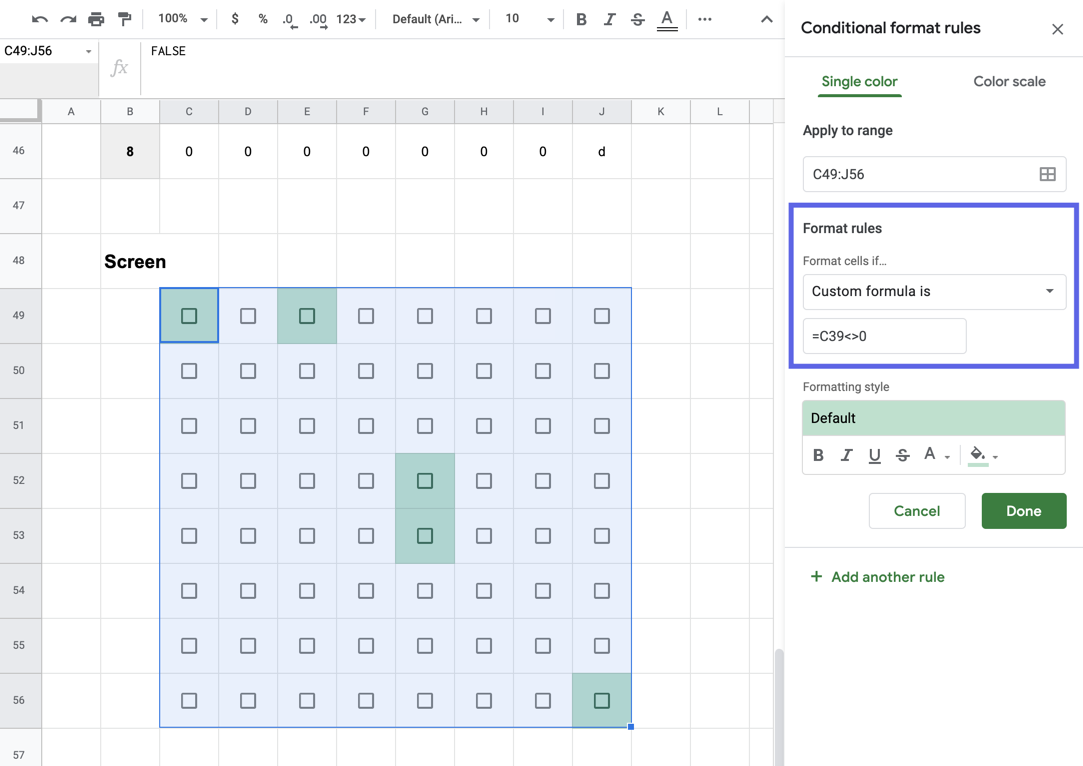 100% $ % .0 .00 123 Default (Ari... 10 B I S A ...
C49:J56 fx FALSE
A B C D E F G H I J K L
46 8 0 0 0 0 0 0 0 d
47
48 Screen
49
50
51
52
53
54
55
56
57
Conditional format rules
Single color Color scale
Apply to range
C49:J56
Format rules
Format cells if...
Custom formula is
=C39<>0
Formatting style
Default
B I U S A
Cancel Done
+ Add another rule